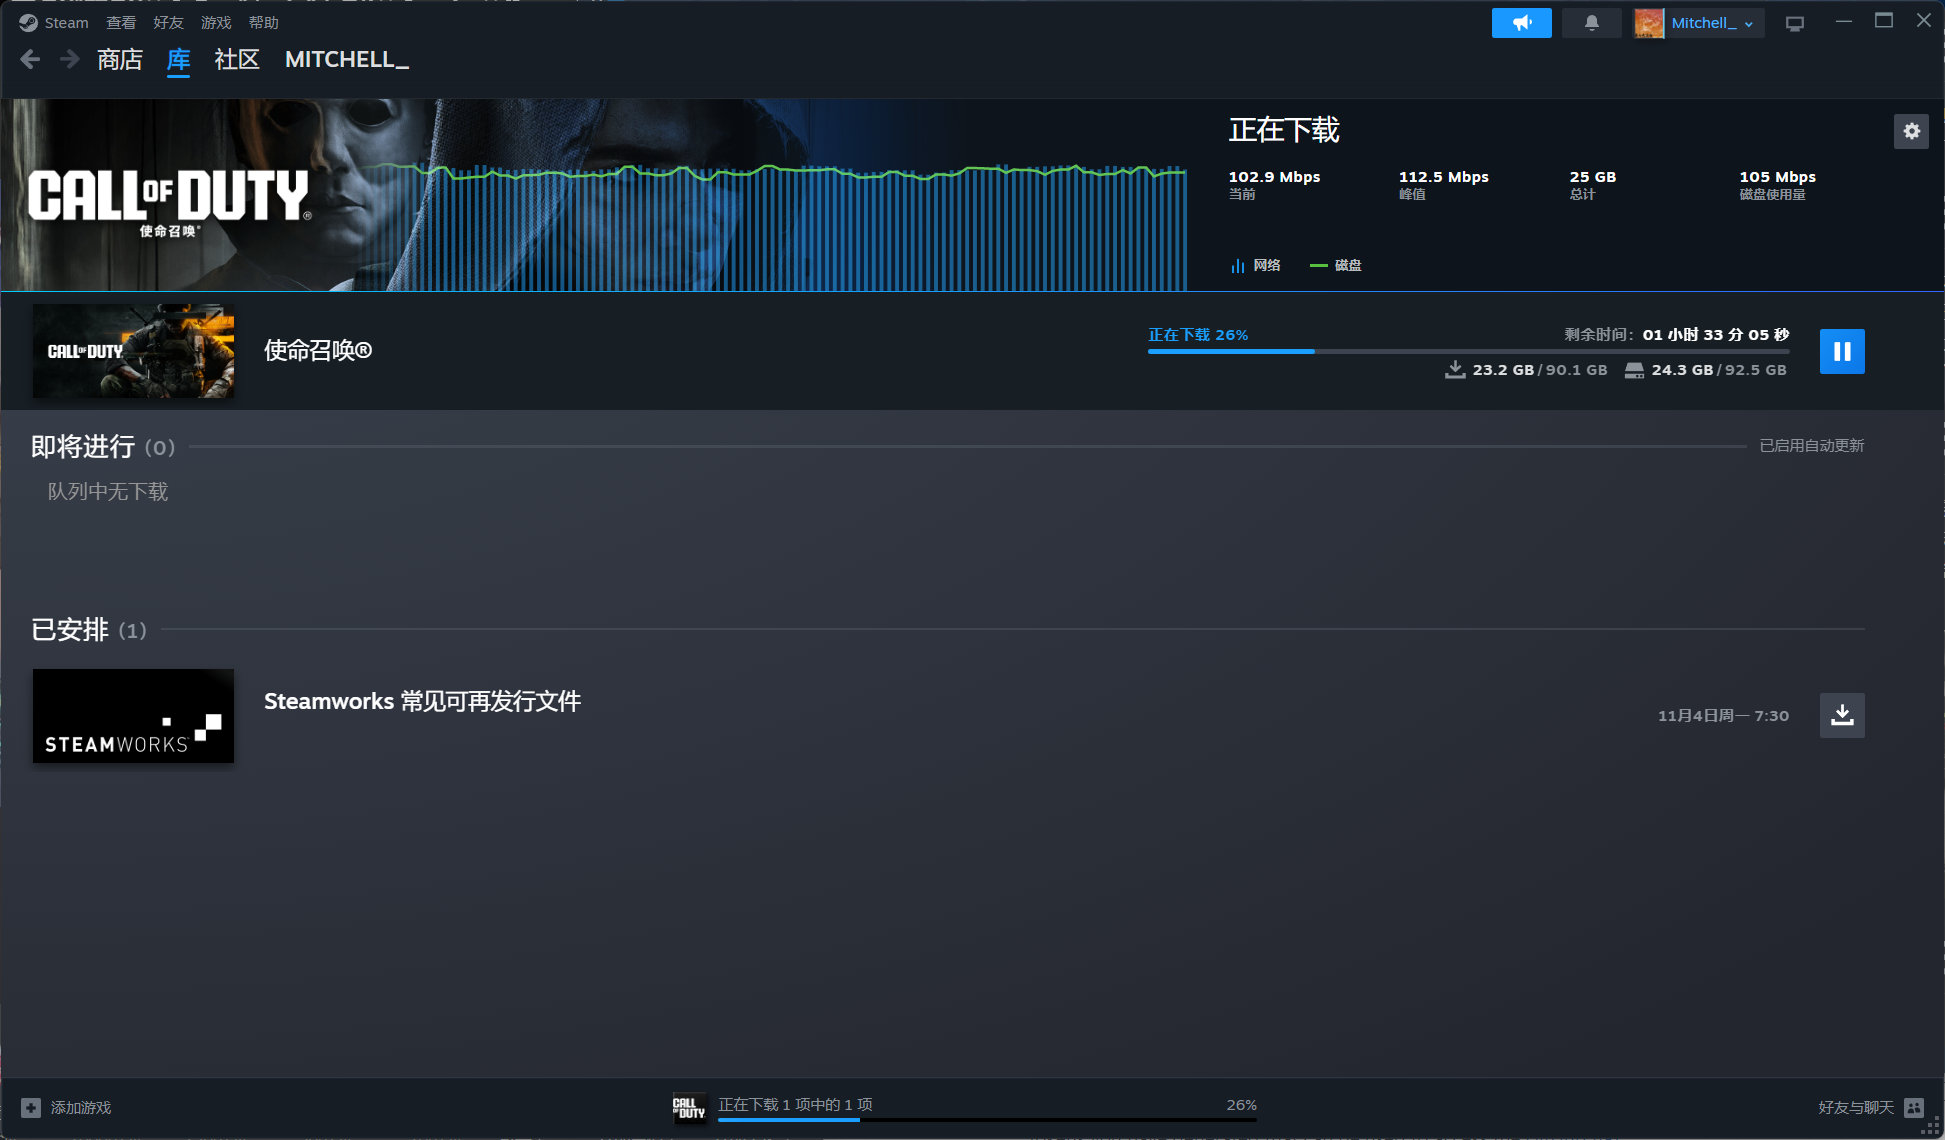 Steam 查看 好友 游戏 帮助
Mitchell_
商店 库 社区 MITCHELL_
CALL OF DUTY®
使命召唤®
正在下载
102.9 Mbps 112.5 Mbps 25 GB 105 Mbps
当前 峰值 总计 磁盘使用量
网络 磁盘
CALL OF DUTY
使命召唤®
正在下载 26%
剩余时间: 01 小时 33 分 05 秒
23.2 GB / 90.1 GB 24.3 GB / 92.5 GB
即将进行 (0)
已启用自动更新
队列中无下载
已安排 (1)
STEAMWORKS
Steamworks 常见可再发行文件
11月4日周一 7:30
添加游戏
CALL OF DUTY
正在下载 1 项中的 1 项 26%
好友与聊天